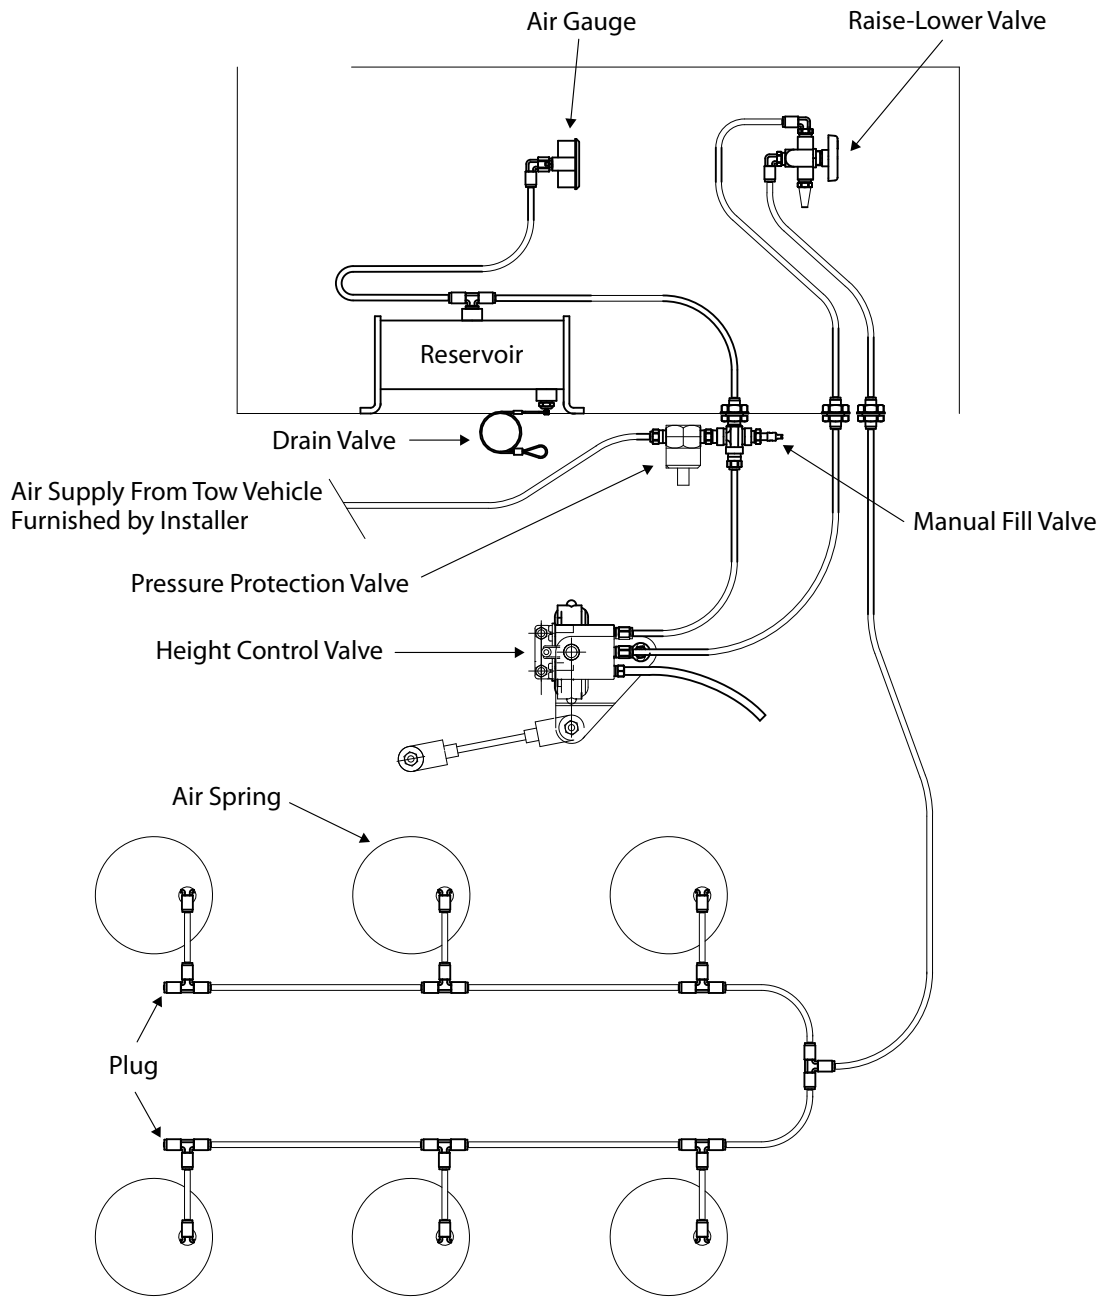 Air Gauge
Raise-Lower Valve
Reservoir
Drain Valve
Air Supply From Tow Vehicle
Furnished by Installer
Manual Fill Valve
Pressure Protection Valve
Height Control Valve
Air Spring
Plug